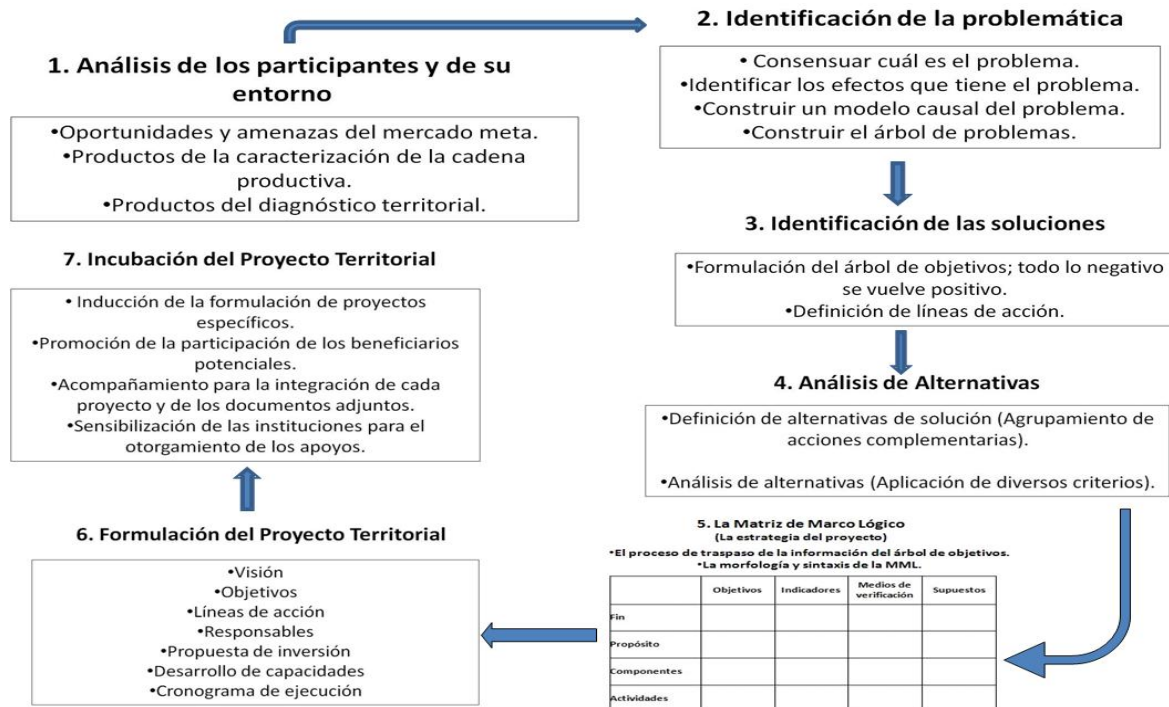 1. Análisis de los participantes y de su
entorno
•Oportunidades y amenazas del mercado meta.
•Productos de la caracterización de la cadena
productiva.
•Productos del diagnóstico territorial.
2. Identificación de la problemática
• Consensuar cuál es el problema.
•Identificar los efectos que tiene el problema.
•Construir un modelo causal del problema.
•Construir el árbol de problemas.
3. Identificación de las soluciones
•Formulación del árbol de objetivos; todo lo negativo
se vuelve positivo.
•Definición de líneas de acción.
4. Análisis de Alternativas
•Definición de alternativas de solución (Agrupamiento de
acciones complementarias).
•Análisis de alternativas (Aplicación de diversos criterios).
5. La Matriz de Marco Lógico
(La estrategia del proyecto)
•El proceso de traspaso de la información del árbol de objetivos.
•La morfología y sintaxis de la MML.
Objetivos Indicadores Medios de verificación Supuestos
Fin
Propósito
Componentes
Actividades
6. Formulación del Proyecto Territorial
•Visión
•Objetivos
•Líneas de acción
•Responsables
•Propuesta de inversión
•Desarrollo de capacidades
•Cronograma de ejecución
7. Incubación del Proyecto Territorial
• Inducción de la formulación de proyectos
específicos.
•Promoción de la participación de los beneficiarios
potenciales.
•Acompañamiento para la integración de cada
proyecto y de los documentos adjuntos.
•Sensibilización de las instituciones para el
otorgamiento de los apoyos.